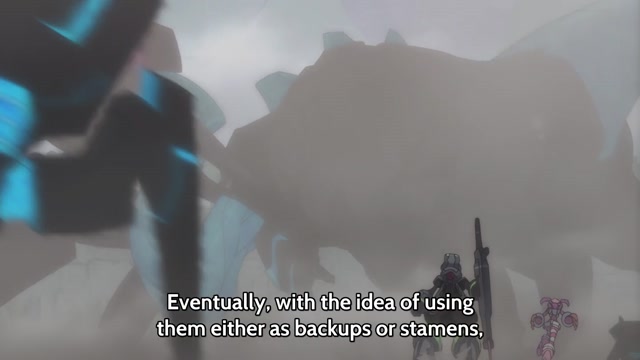 Eventually, with the idea of using
them either as backups or stamens,